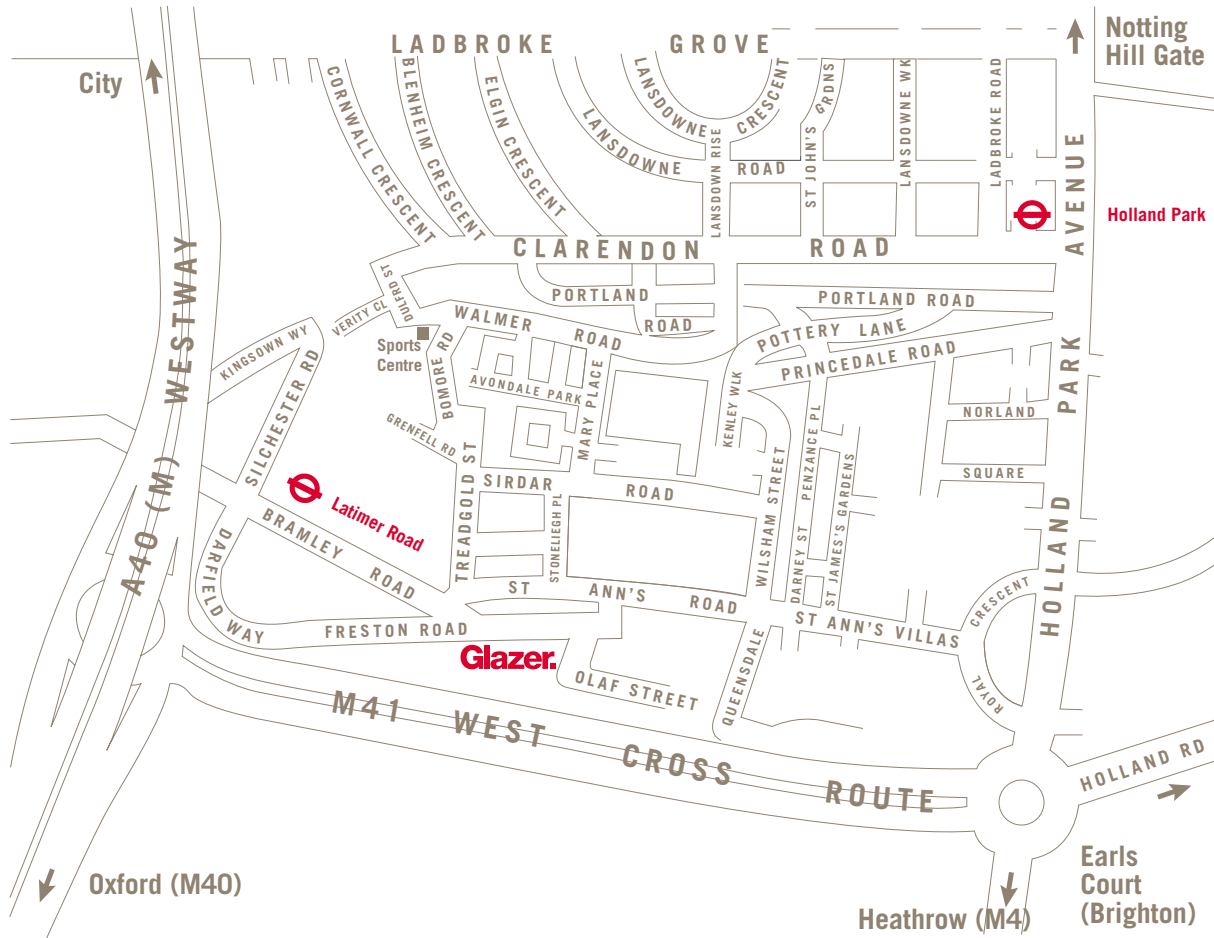 LADBROKE GROVE
Notting
Hill Gate
City
CORNWALL CRESCENT
BLENHEIM CRESCENT
ELGIN CRESCENT
LANSDOWNE
LANSDOWNE CRESCENT
LANSDOWN RISE
ROAD
ST JOHN'S GRDNS
LANSDOWNE WK
LADBROKE ROAD
HOLLAND PARK AVENUE
Holland Park
CLARENDON ROAD
A40 (M) WESTWAY
DULFRD ST
VERITY CL
KINGSOWN WY
PORTLAND
ROAD
PORTLAND ROAD
WALMER ROAD
POTTERY LANE
PRINCEDALE ROAD
Sports
Centre
BOMORE RD
AVONDALE PARK
MARY PLACE
KENLEY WLK
NORLAND
SQUARE
SILCHESTER RD
GRENFELL RD
TREADGOLD ST
SIRDAR ROAD
STONELIEGH PL
WILSHAM STREET
PENZANCE PL
DARNEY ST
ST JAMES'S GARDENS
Latimer Road
BRAMLEY ROAD
DARFIELD WAY
FRESTON ROAD
ST ANN'S ROAD
ST ANN'S VILLAS
ROYAL CRESCENT
Glazer.
OLAF STREET
QUEENSDALE
M41 WEST CROSS ROUTE
HOLLAND RD
Oxford (M40)
Heathrow (M4)
Earls
Court
(Brighton)